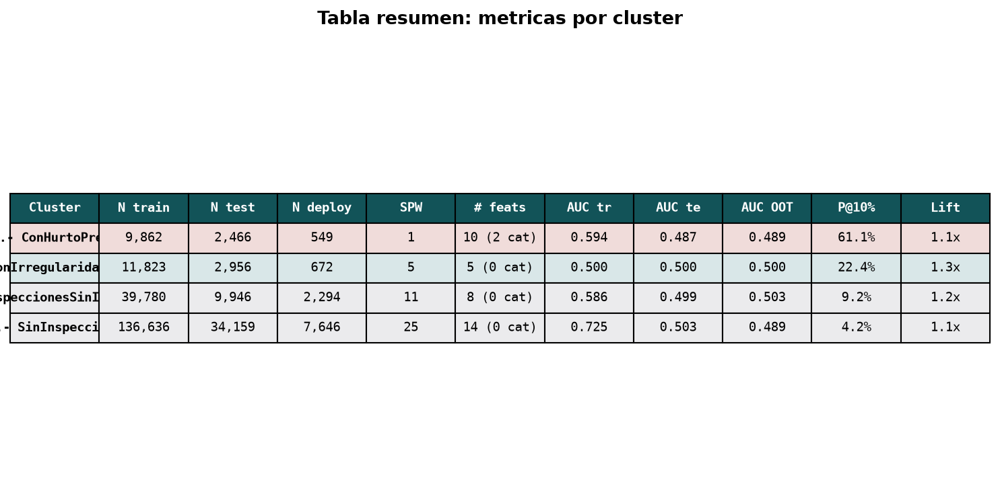 Tabla resumen: metricas por cluster
Cluster N train N test N deploy SPW # feats AUC tr AUC te AUC OOT P@10% Lift
.- ConHurtoPre 9,862 2,466 549 1 10 (2 cat) 0.594 0.487 0.489 61.1% 1.1x
onIrregularida 11,823 2,956 672 5 5 (0 cat) 0.500 0.500 0.500 22.4% 1.3x
speccionesSinI 39,780 9,946 2,294 11 8 (0 cat) 0.586 0.499 0.503 9.2% 1.2x
.- SinInspecci 136,636 34,159 7,646 25 14 (0 cat) 0.725 0.503 0.489 4.2% 1.1x